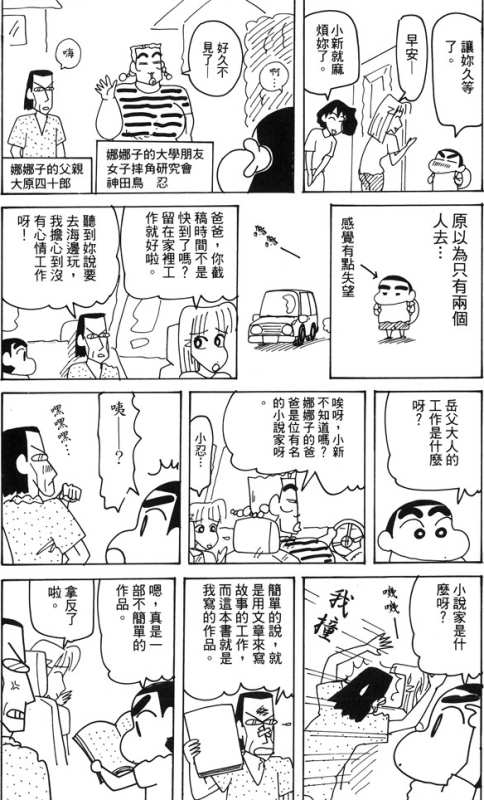 讓妳久等
了。
早安—
小新就麻
煩妳了。
啊…
好久不
見了—
嗨
娜娜子的大學朋友
女子摔角研究會
神田鳥 忍
娜娜子的父親
大原四十郎
原以為只有兩個
人去…
感覺有點失望
嚕嚕—
爸爸，你截
稿時間不是
快到了嗎？
留在家裡工
作就好啦。
聽到妳說要
去海邊玩，
我擔心到沒
有心情工作
呀！
岳父大人的
工作是什麼
呀？
唉呀，小新
不知道嗎？
娜娜子的爸
爸是位有名
的小說家呀
小忍…
咦——？
嘿嘿嘿…
小說家是什
麼呀？
嘰嘰—
我撞
簡單的說，就
是用文章來寫
故事的工作，
而這本書就是
我寫的作品。
嗯，真是一
部不簡單的
作品。
拿反了
啦。